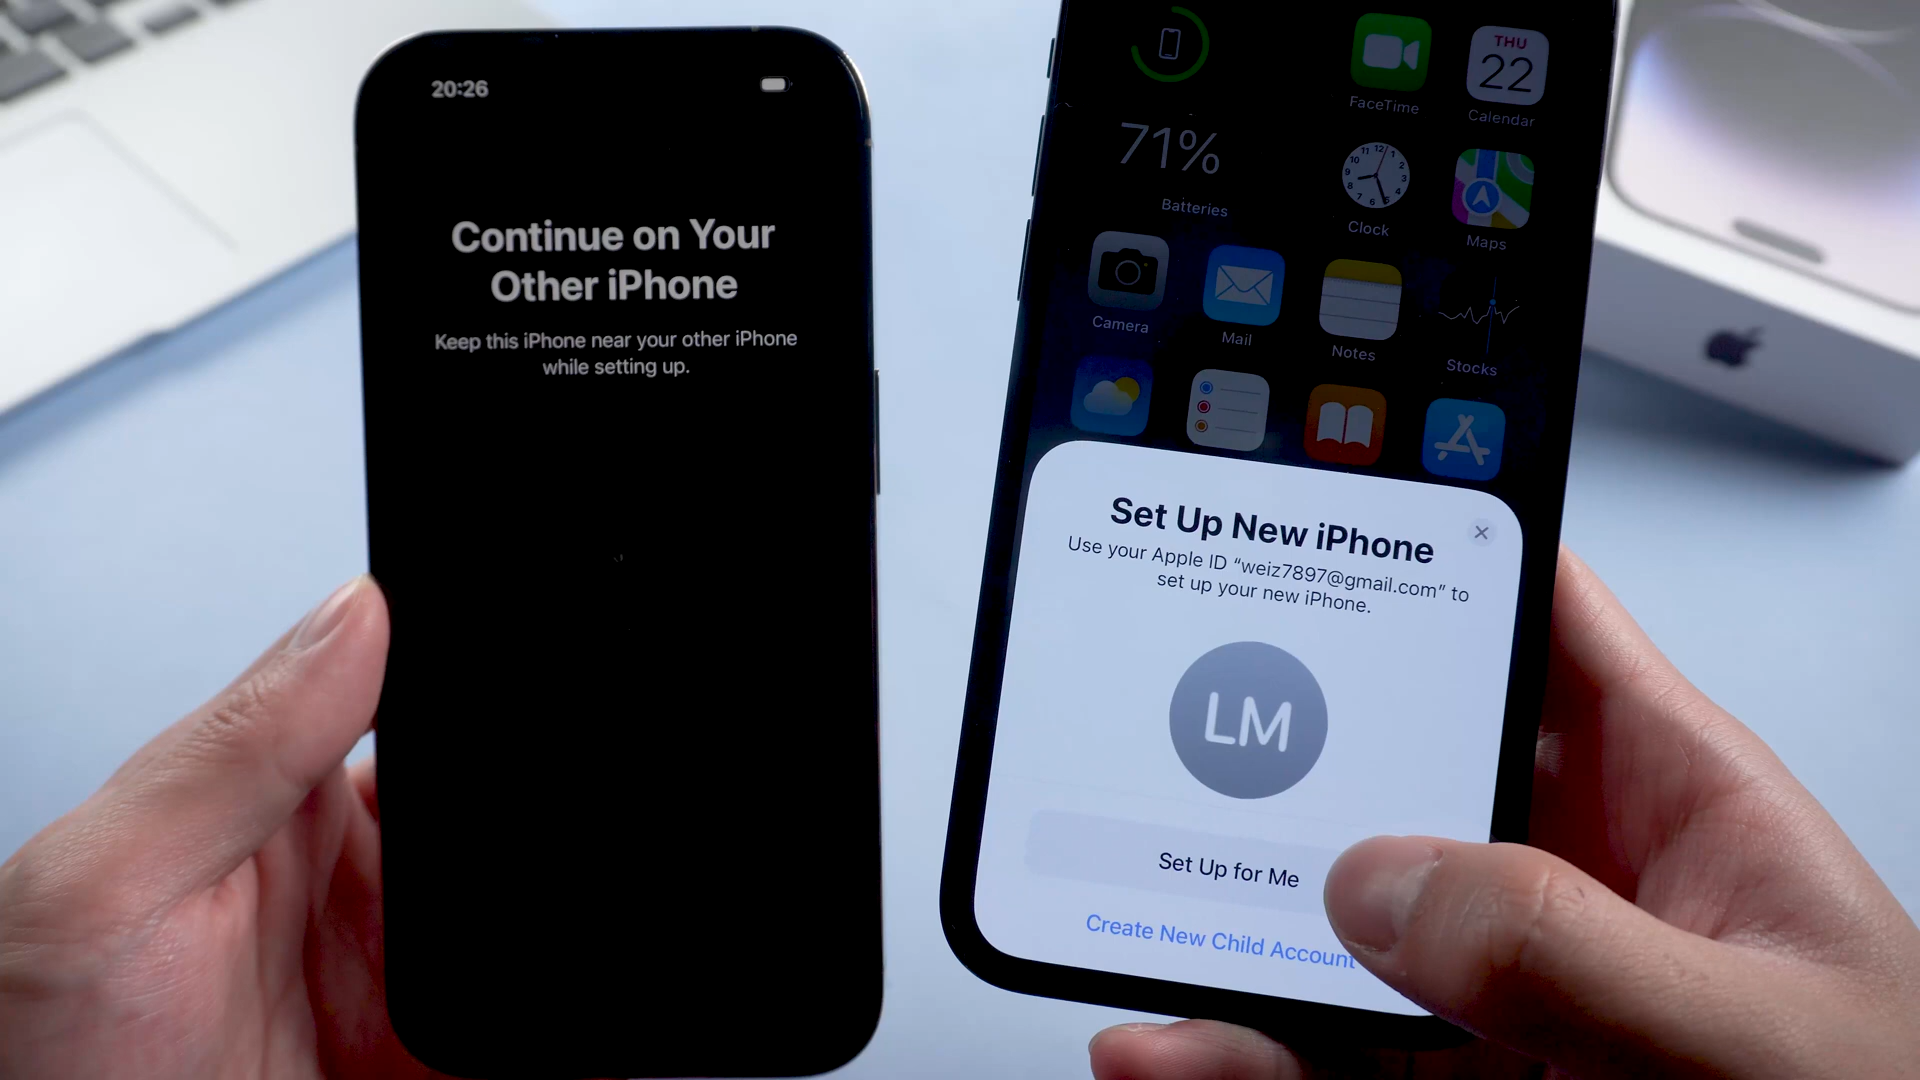 20:26
Continue on Your
Other iPhone
Keep this iPhone near your other iPhone
while setting up.
THU
22
FaceTime
Calendar
71%
Batteries
Clock
Maps
Camera
Mail
Notes
Stocks
Set Up New iPhone
Use your Apple ID “weiz7897@gmail.com” to
set up your new iPhone.
LM
Set Up for Me
Create New Child Account